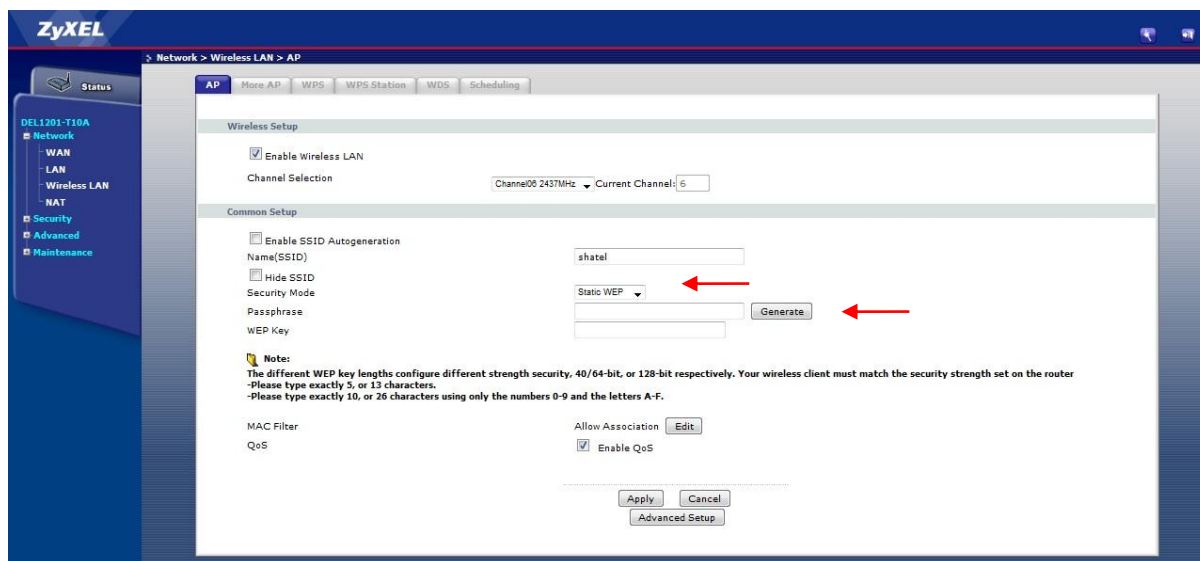 ZyXEL
Network > Wireless LAN > AP
Status
AP More AP WPS WPS Station WDS Scheduling
DEL1201-T10A
Network
WAN
LAN
Wireless LAN
NAT
Security
Advanced
Maintenance
Wireless Setup
Enable Wireless LAN
Channel Selection Channel06 2437MHz Current Channel: 6
Common Setup
Enable SSID Autogeneration
Name(SSID) shatel
Hide SSID
Security Mode Static WEP
Passphrase Generate
WEP Key
Note:
The different WEP key lengths configure different strength security, 40/64-bit, or 128-bit respectively. Your wireless client must match the security strength set on the router
-Please type exactly 5, or 13 characters.
-Please type exactly 10, or 26 characters using only the numbers 0-9 and the letters A-F.
MAC Filter Allow Association Edit
QoS Enable QoS
Apply Cancel
Advanced Setup